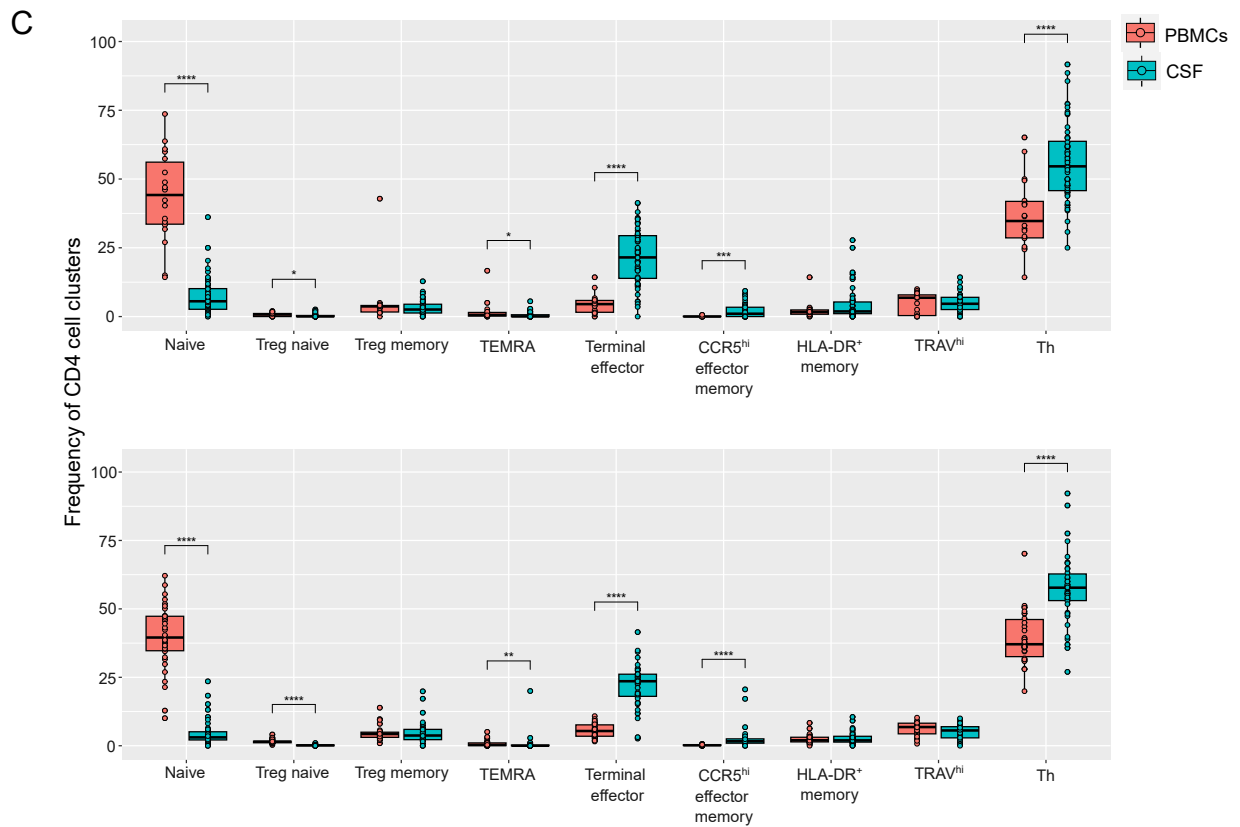 C
PBMCs
CSF
Frequency of CD4 cell clusters
100
75
50
25
0
**** * * **** *** ****
Naive Treg naive Treg memory TEMRA Terminal effector CCR5hi effector memory HLA-DR+ memory TRAVhi Th
100
75
50
25
0
**** **** ** **** **** ****
Naive Treg naive Treg memory TEMRA Terminal effector CCR5hi effector memory HLA-DR+ memory TRAVhi Th